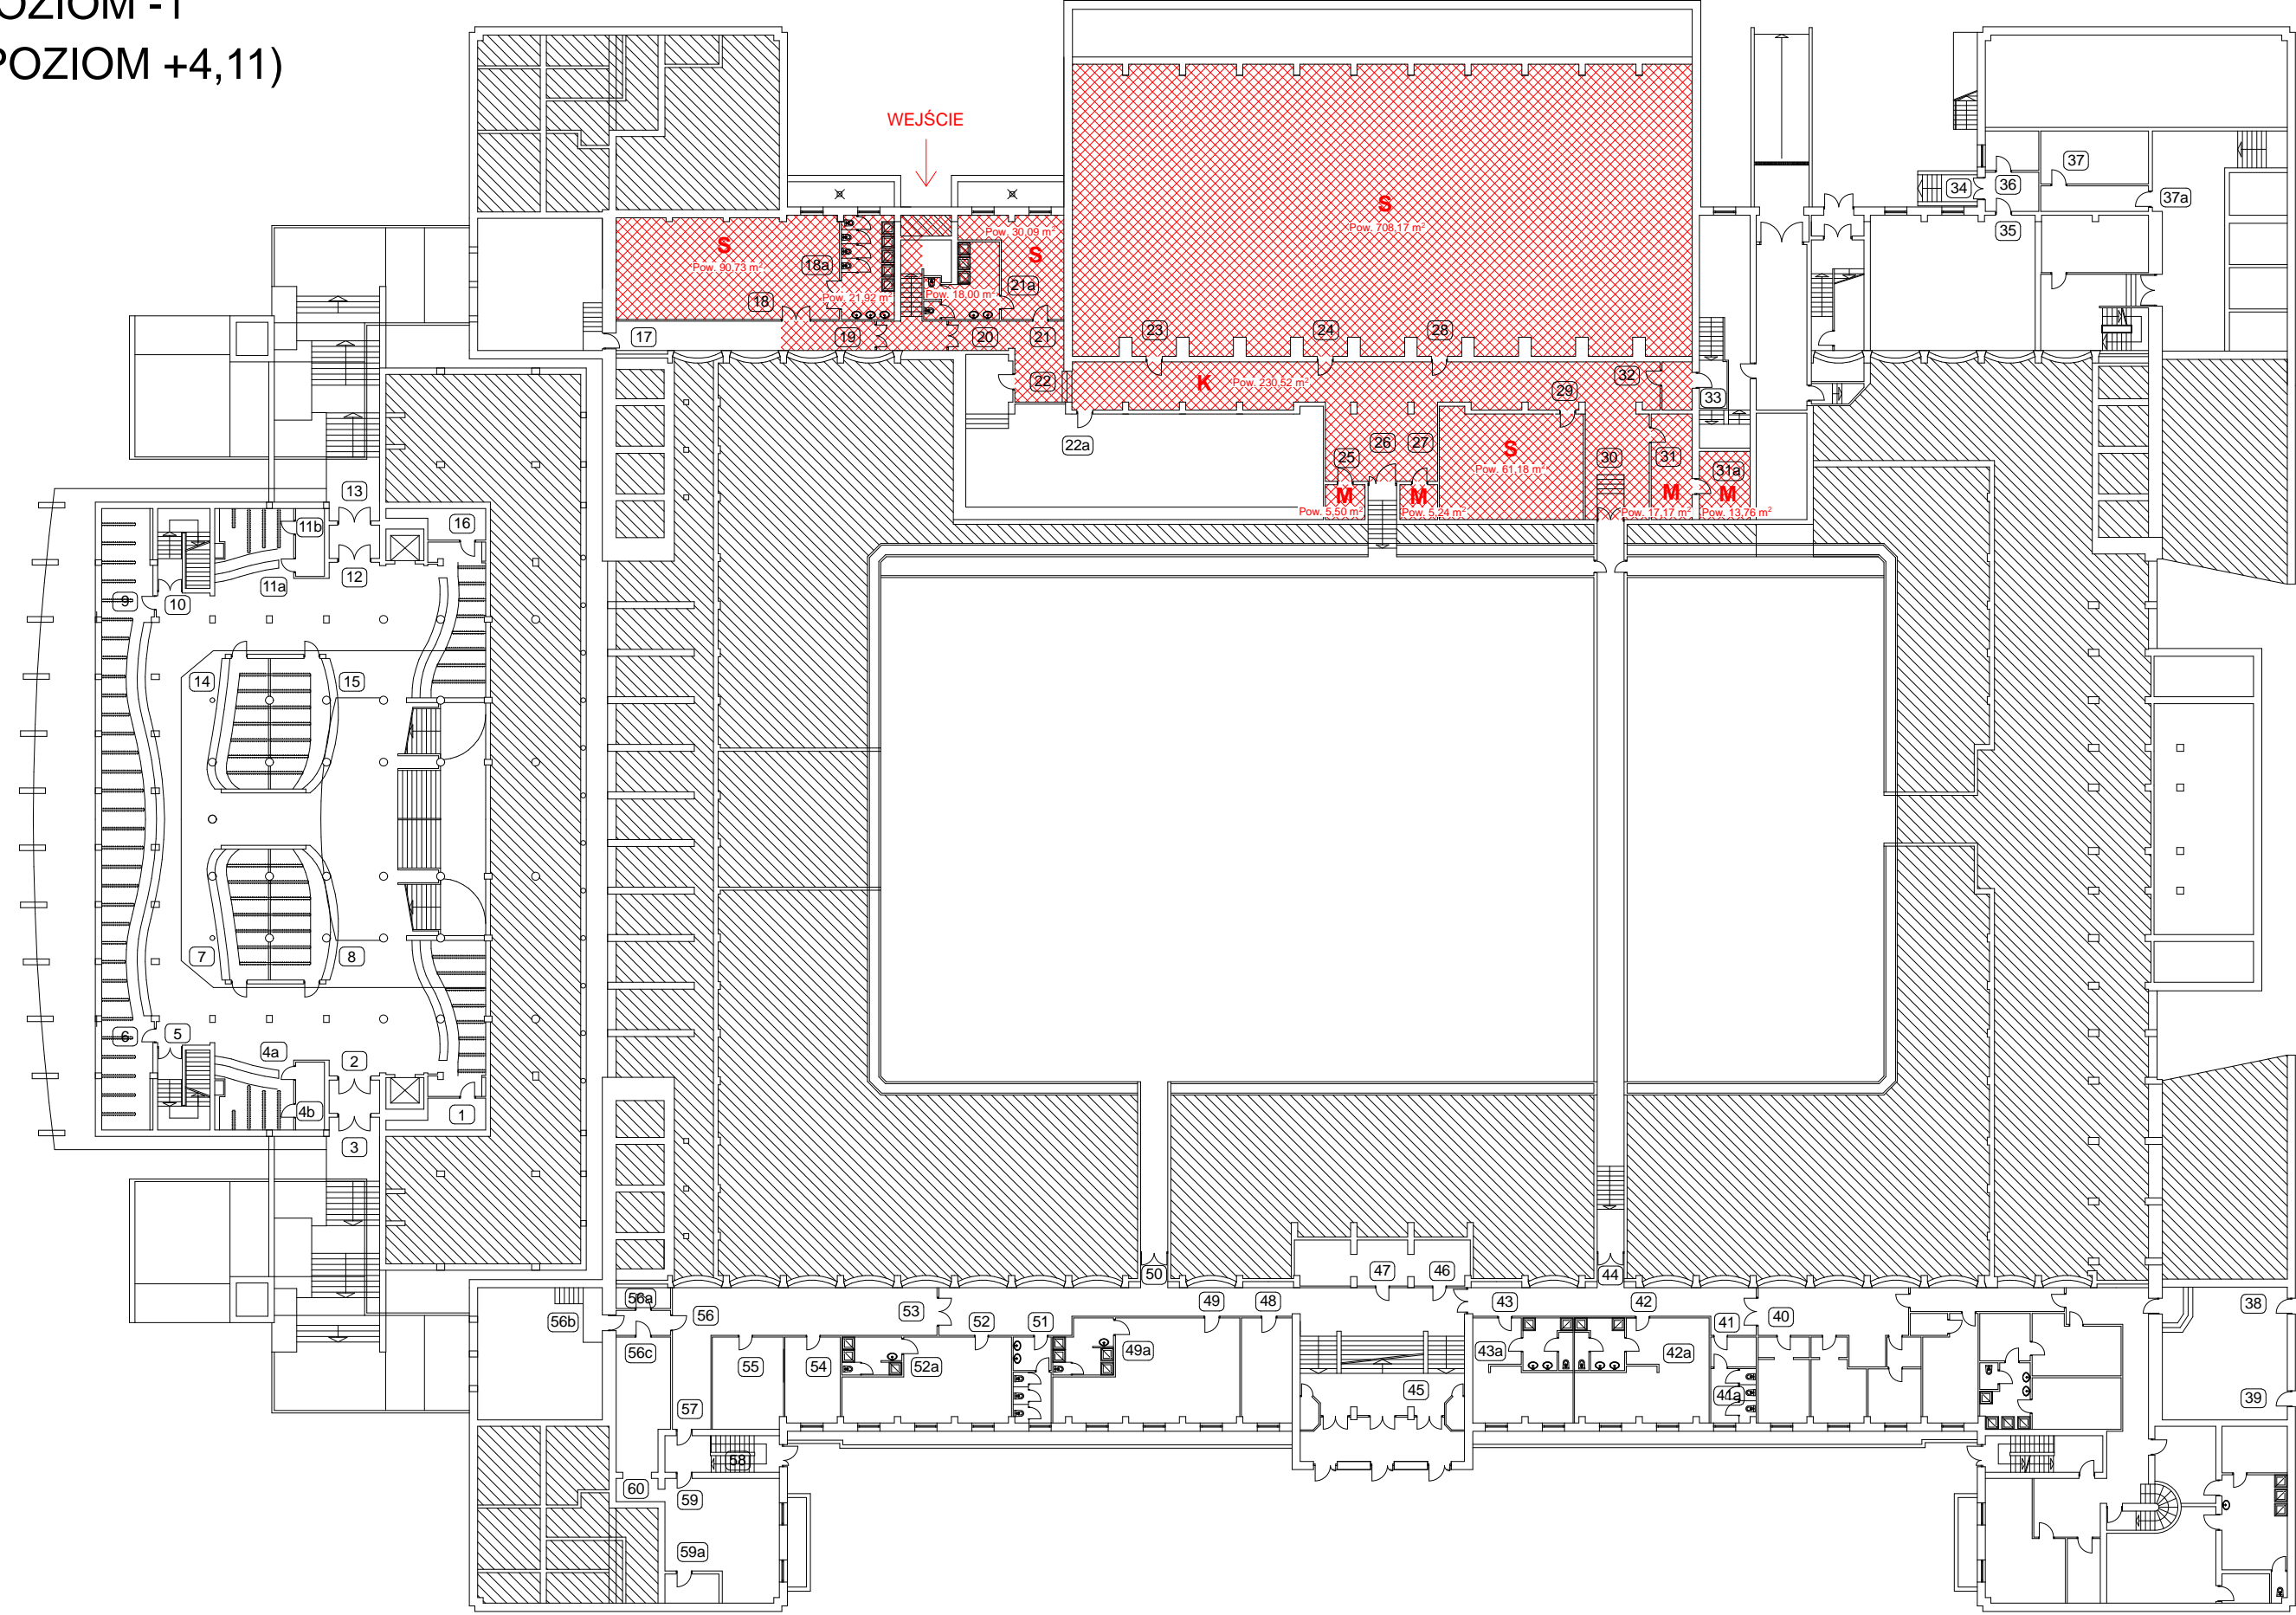 OZIOM -1
POZIOM +4,11)
WEJŚCIE
37
34
36
37a
35
S
Pow. 708,17 m²
S
Pow. 90,73 m²
Pow. 30,09 m²
S
18a
21a
Pow. 21,92 m²
Pow. 18,00 m²
18
17
19
20
21
23
24
28
22
K
Pow. 230,52 m²
32
29
33
22a
26
27
25
S
Pow. 61,18 m²
30
31
31a
M
Pow. 5,50 m²
M
Pow. 5,24 m²
M
Pow. 17,17 m²
M
Pow. 13,76 m²
13
11b
16
12
11a
9
10
14
15
7
8
6
5
4a
2
4b
1
3
50
47
46
44
56a
56b
56
53
52
51
49
48
43
42
41
40
38
56c
55
54
52a
49a
43a
42a
45
41a
39
57
58
60
59
59a